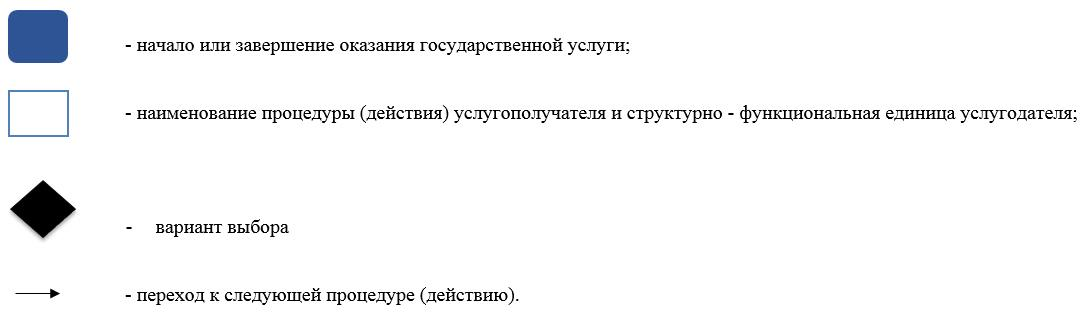 - начало или завершение оказания государственной услуги;
- наименование процедуры (действия) услугополучателя и структурно - функциональная единица услугодателя;
- вариант выбора
- переход к следующей процедуре (действию).